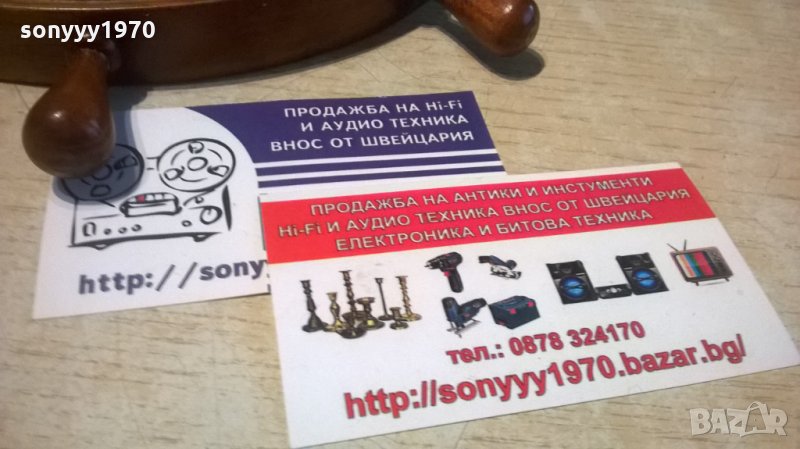 sonyyy1970
ПРОДАЖБА НА Hi-Fi
И АУДИО ТЕХНИКА
ВНОС ОТ ШВЕЙЦАРИЯ
http://sony
ПРОДАЖБА НА АНТИКИ И ИНСТУМЕНТИ
Hi-Fi И АУДИО ТЕХНИКА ВНОС ОТ ШВЕЙЦАРИЯ
ЕЛЕКТРОНИКА И БИТОВА ТЕХНИКА
тел.: 0878 324170
http://sonyyy1970.bazar.bg/
BAZAR